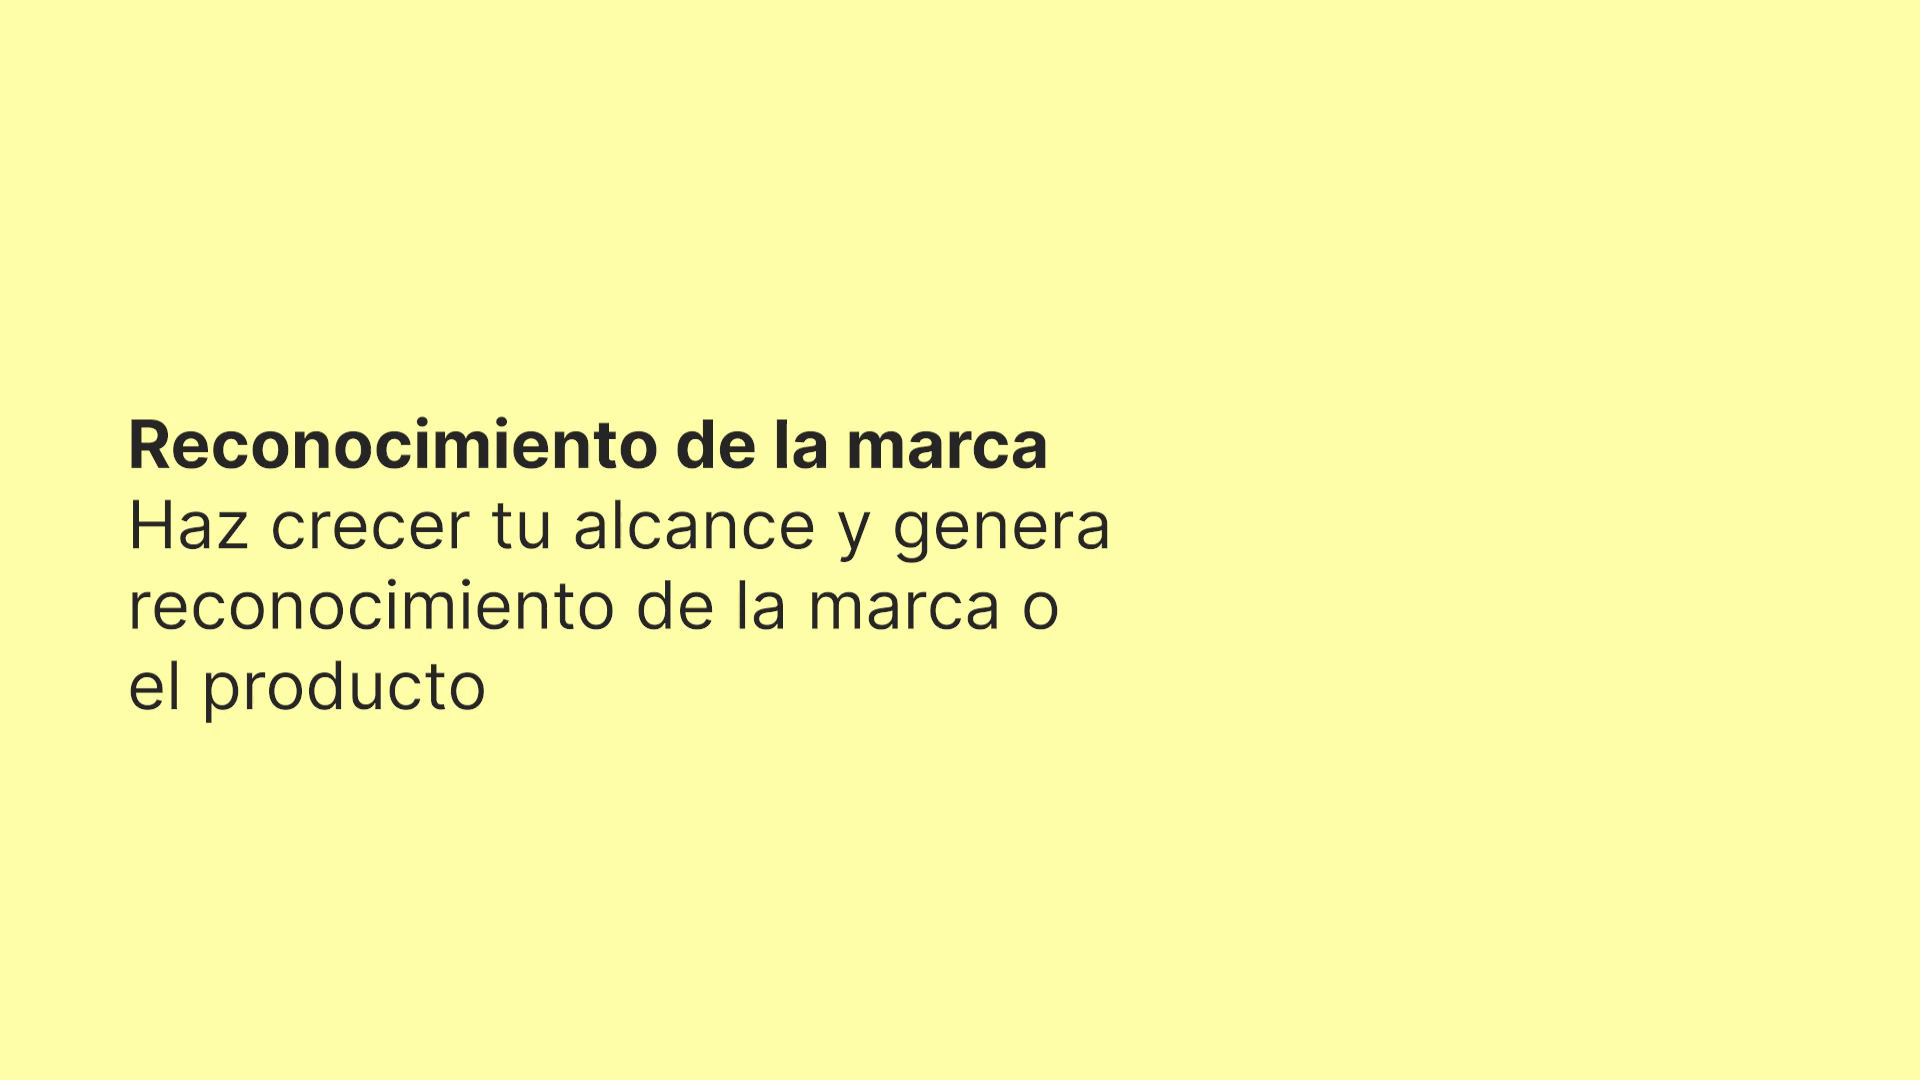 Reconocimiento de la marca
Haz crecer tu alcance y genera
reconocimiento de la marca o
el producto